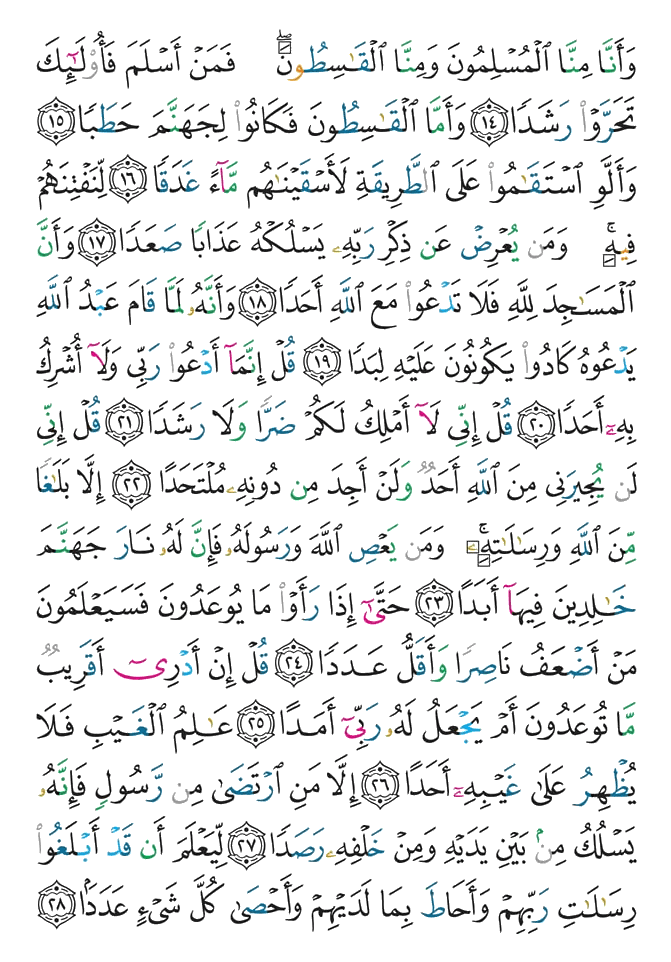 وَأَنَّا مِنَّا ٱلْمُسْلِمُونَ وَمِنَّا ٱلْقَٰسِطُونَ ۖ فَمَنْ أَسْلَمَ فَأُو۟لَٰٓئِكَ
تَحَرَّوْا۟ رَشَدًا ١٤ وَأَمَّا ٱلْقَٰسِطُونَ فَكَانُوا۟ لِجَهَنَّمَ حَطَبًا ١٥
وَأَلَّوِ ٱسْتَقَٰمُوا۟ عَلَى ٱلطَّرِيقَةِ لَأَسْقَيْنَٰهُم مَّآءً غَدَقًا ١٦ لِّنَفْتِنَهُمْ
فِيهِ ۚ وَمَن يُعْرِضْ عَن ذِكْرِ رَبِّهِۦ يَسْلُكْهُ عَذَابًا صَعَدًا ١٧ وَأَنَّ
ٱلْمَسَٰجِدَ لِلَّهِ فَلَا تَدْعُوا۟ مَعَ ٱللَّهِ أَحَدًا ١٨ وَأَنَّهُۥ لَمَّا قَامَ عَبْدُ ٱللَّهِ
يَدْعُوهُ كَادُوا۟ يَكُونُونَ عَلَيْهِ لِبَدًا ١٩ قُلْ إِنَّمَآ أَدْعُوا۟ رَبِّى وَلَآ أُشْرِكُ
بِهِۦٓ أَحَدًا ٢٠ قُلْ إِنِّى لَآ أَمْلِكُ لَكُمْ ضَرًّا وَلَا رَشَدًا ٢١ قُلْ إِنِّى
لَن يُجِيرَنِى مِنَ ٱللَّهِ أَحَدٌ وَلَنْ أَجِدَ مِن دُونِهِۦ مُلْتَحَدًا ٢٢ إِلَّا بَلَٰغًا
مِّنَ ٱللَّهِ وَرِسَٰلَٰتِهِۦ ۚ وَمَن يَعْصِ ٱللَّهَ وَرَسُولَهُۥ فَإِنَّ لَهُۥ نَارَ جَهَنَّمَ
خَٰلِدِينَ فِيهَآ أَبَدًا ٢٣ حَتَّىٰٓ إِذَا رَأَوْا۟ مَا يُوعَدُونَ فَسَيَعْلَمُونَ
مَنْ أَضْعَفُ نَاصِرًا وَأَقَلُّ عَدَدًا ٢٤ قُلْ إِنْ أَدْرِىٓ أَقَرِيبٌ
مَّا تُوعَدُونَ أَمْ يَجْعَلُ لَهُۥ رَبِّىٓ أَمَدًا ٢٥ عَٰلِمُ ٱلْغَيْبِ فَلَا
يُظْهِرُ عَلَىٰ غَيْبِهِۦٓ أَحَدًا ٢٦ إِلَّا مَنِ ٱرْتَضَىٰ مِن رَّسُولٍ فَإِنَّهُۥ
يَسْلُكُ مِنۢ بَيْنِ يَدَيْهِ وَمِنْ خَلْفِهِۦ رَصَدًا ٢٧ لِّيَعْلَمَ أَن قَدْ أَبْلَغُوا۟
رِسَٰلَٰتِ رَبِّهِمْ وَأَحَاطَ بِمَا لَدَيْهِمْ وَأَحْصَىٰ كُلَّ شَىْءٍ عَدَدًۢا ٢٨